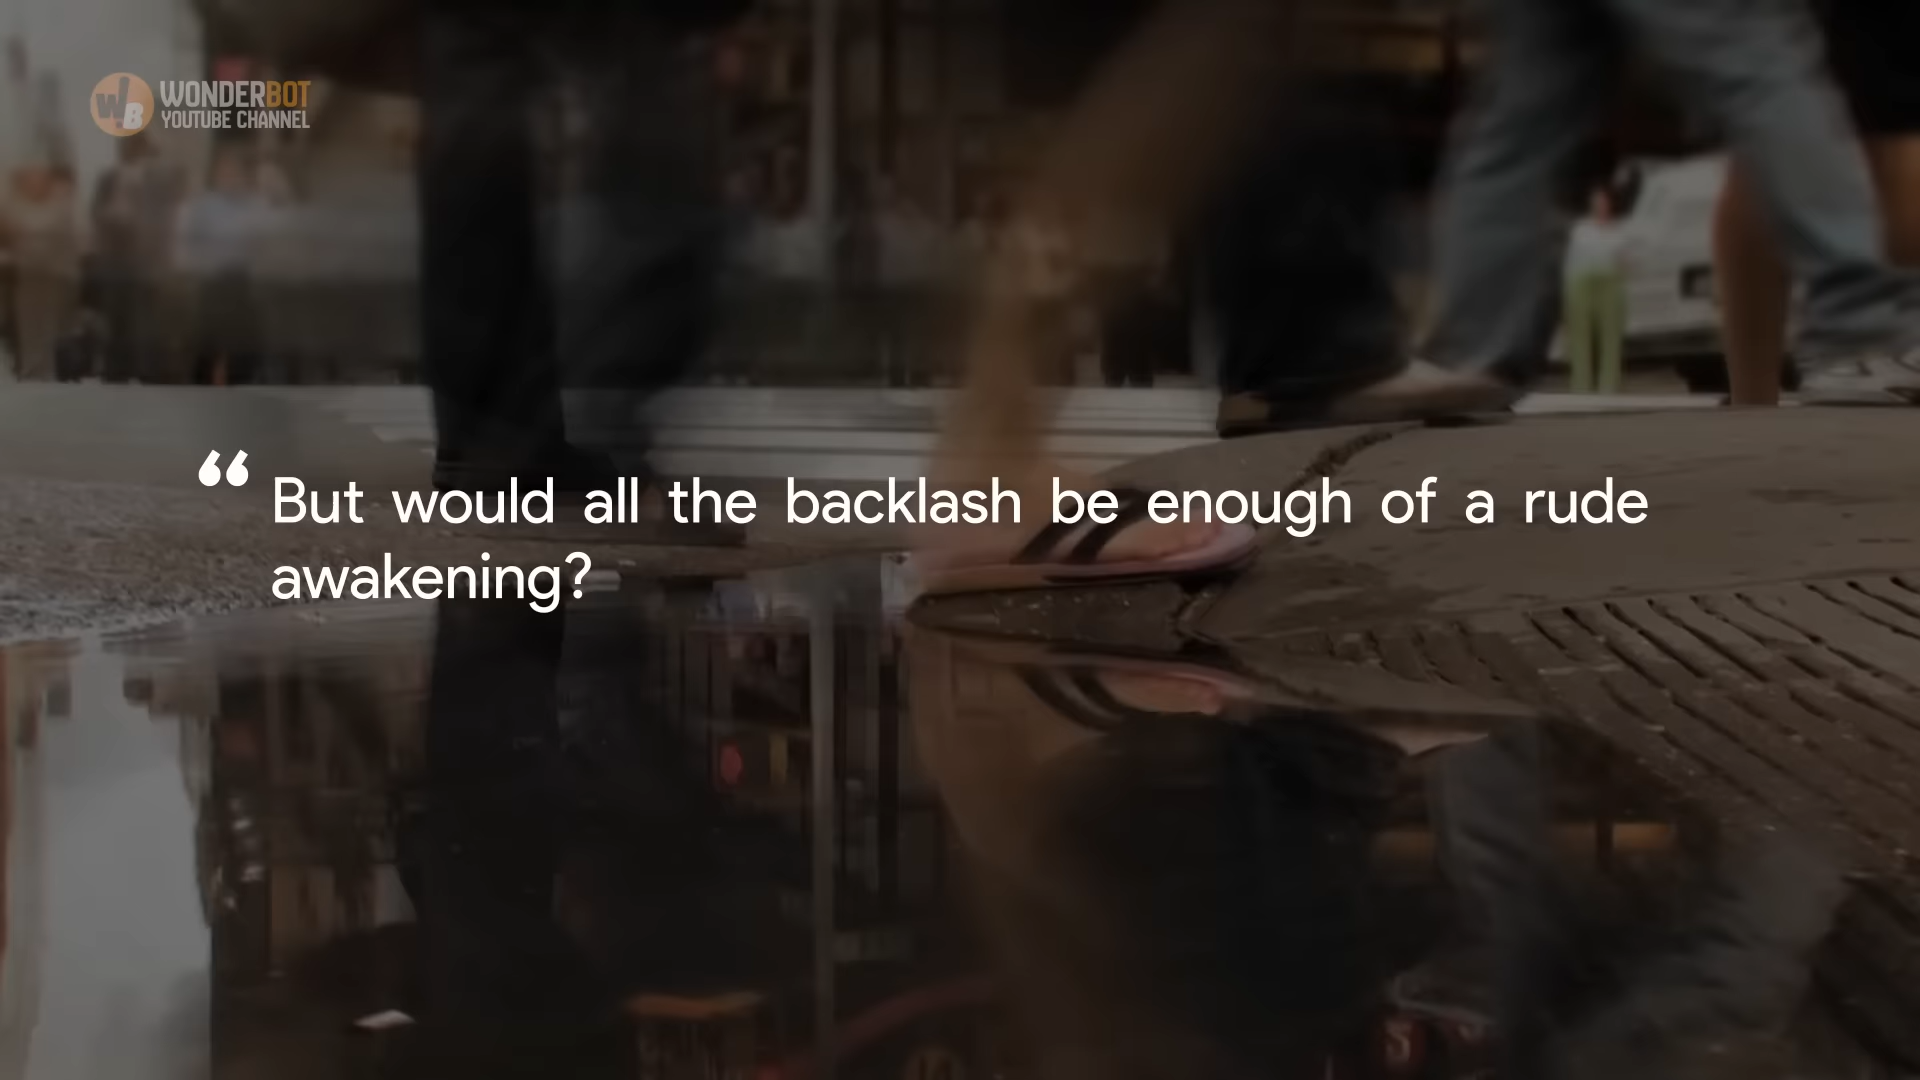 WONDERBOT
YOUTUBE CHANNEL
“But would all the backlash be enough of a rude
awakening?